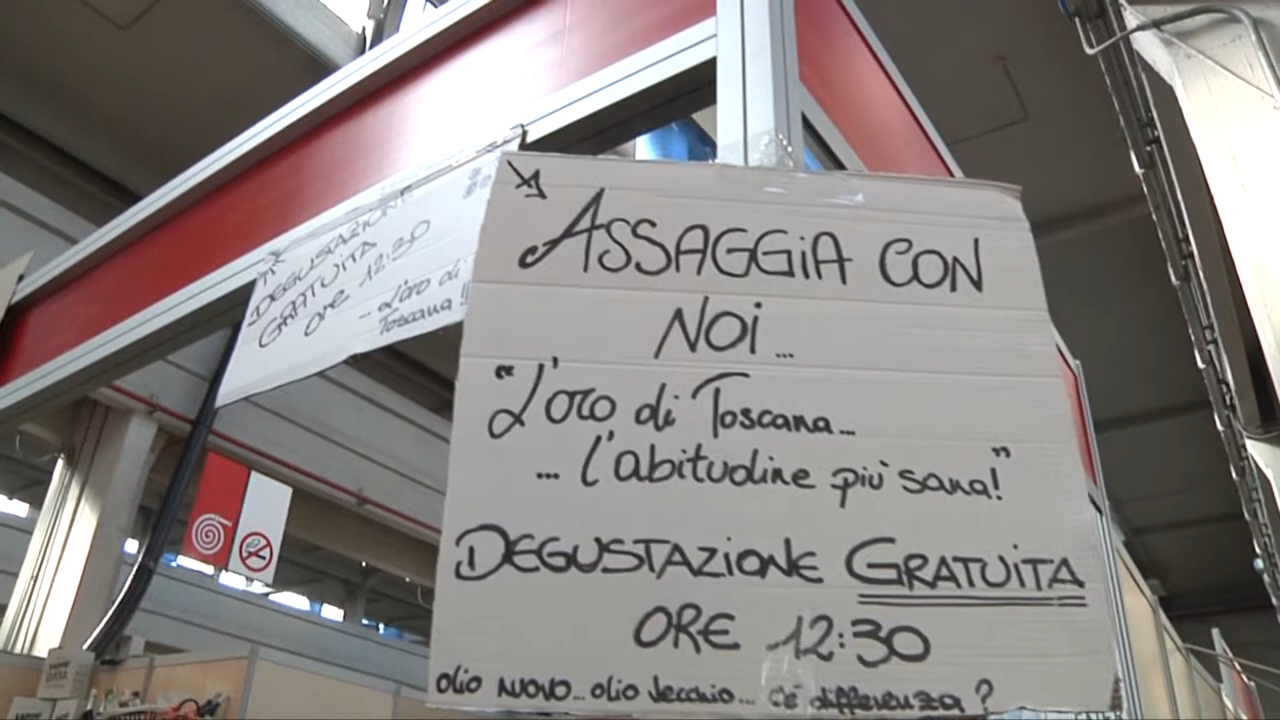 DEGUSTAZIONE
GRATUITA
ore 12:30
... L'oro di
Toscana!!
ASSAGGiA CON
NOi...
"L'oro di Toscana...
... l'abitudine più sana!"
DEGUSTAZiONE GRATUiTA
ORE 12:30
olio NUOVO... olio Vecchio... c'è differenza?